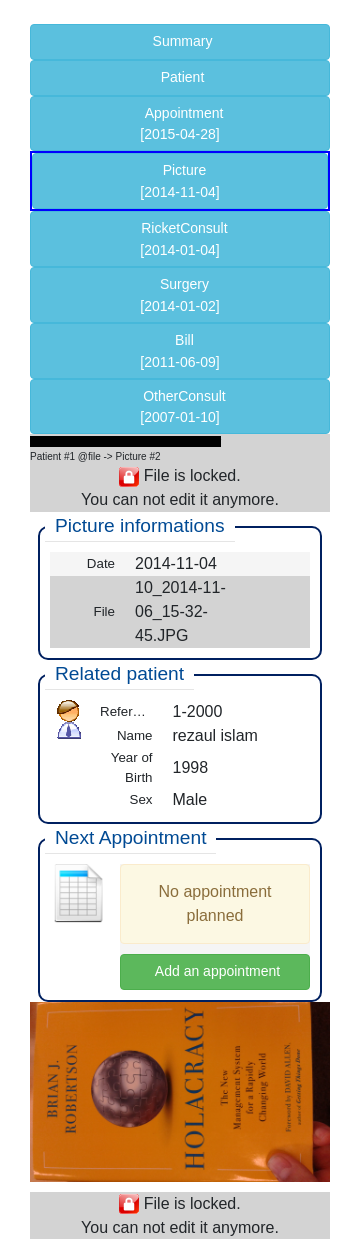 Summary
Patient
Appointment
[2015-04-28]
Picture
[2014-11-04]
RicketConsult
[2014-01-04]
Surgery
[2014-01-02]
Bill
[2011-06-09]
OtherConsult
[2007-01-10]
Patient #1 @file -> Picture #2
File is locked.
You can not edit it anymore.
Picture informations
Date 2014-11-04
File 10_2014-11-
06_15-32-
45.JPG
Related patient
Refer… 1-2000
Name rezaul islam
Year of
Birth 1998
Sex Male
Next Appointment
No appointment
planned
Add an appointment
BRIAN J.
ROBERTSON
HOLACRACY
The New
Management System
for a Rapidly
Changing World
Foreword by DAVID ALLEN,
author of Getting Things Done
File is locked.
You can not edit it anymore.